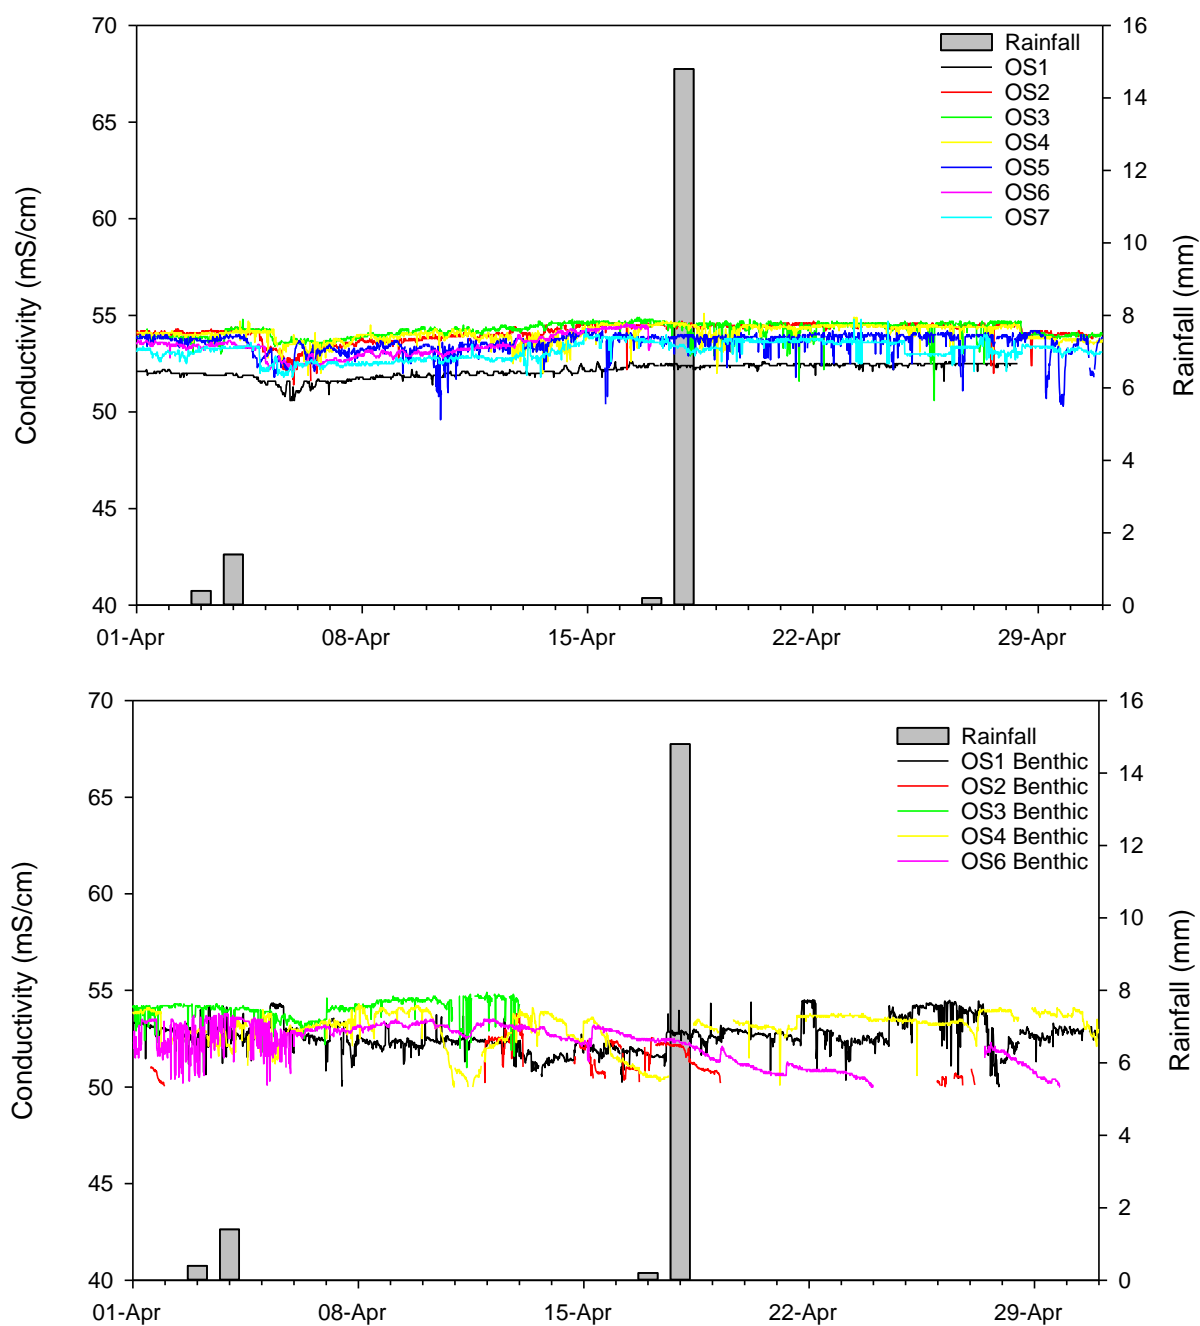 70
65
60
55
50
45
40
Conductivity (mS/cm)
16
14
12
10
8
6
4
2
0
Rainfall (mm)
Rainfall
OS1
OS2
OS3
OS4
OS5
OS6
OS7
01-Apr 08-Apr 15-Apr 22-Apr 29-Apr
70
65
60
55
50
45
40
Conductivity (mS/cm)
16
14
12
10
8
6
4
2
0
Rainfall (mm)
Rainfall
OS1 Benthic
OS2 Benthic
OS3 Benthic
OS4 Benthic
OS6 Benthic
01-Apr 08-Apr 15-Apr 22-Apr 29-Apr